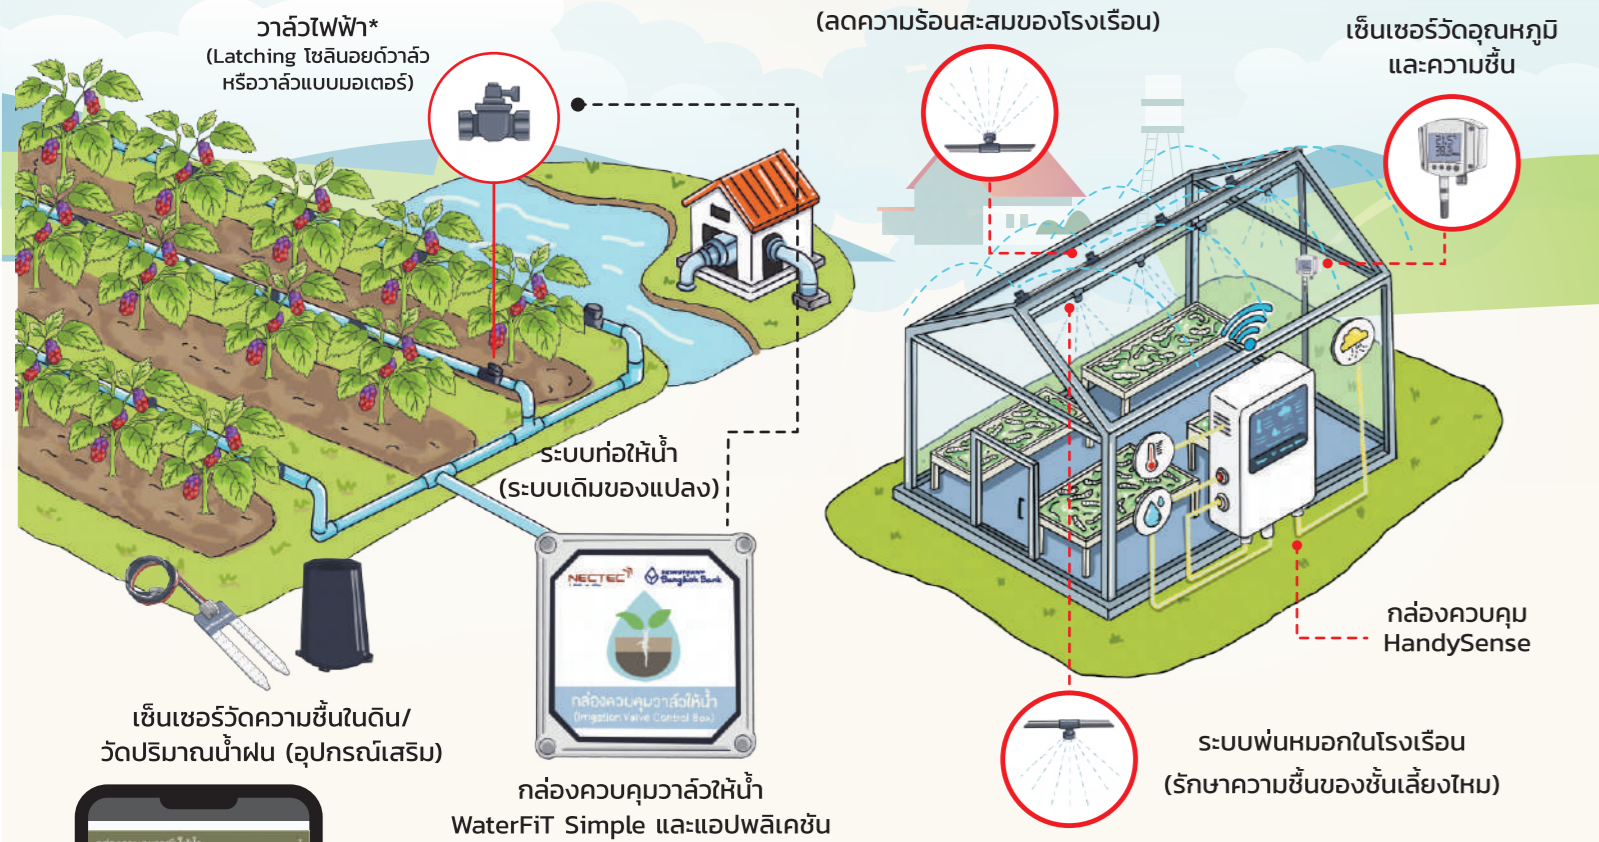 วาล์วไฟฟ้า*
(Latching โซลินอยด์วาล์ว
หรือวาล์วแบบมอเตอร์)
(ลดความร้อนสะสมของโรงเรือน)
เซ็นเซอร์วัดอุณหภูมิ
และความชื้น
ระบบท่อให้น้ำ
(ระบบเดิมของแปลง)
NECTEC
Bangkok Bank
กล่องควบคุมวาล์วให้น้ำ
(Irrigation Valve Control Box)
เซ็นเซอร์วัดความชื้นในดิน/
วัดปริมาณน้ำฝน (อุปกรณ์เสริม)
กล่องควบคุมวาล์วให้น้ำ
WaterFiT Simple และแอปพลิเคชัน
กล่องควบคุม
HandySense
ระบบพ่นหมอกในโรงเรือน
(รักษาความชื้นของชั้นเลี้ยงไหม)